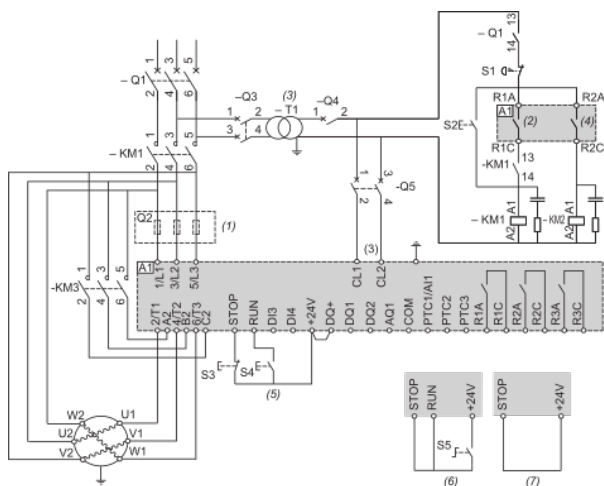 1 3 5
– Q1
2 4 6
– Q3
1 2
3 4
(3)
– T1
– Q4
1 2
13
– Q1
14
S1
R1A R2A
A1
(2) (4)
S2E
R1C R2C
-KM1
13
14
A1 A1
– KM1 – KM2
A2 A2
1 3 5
– KM1
2 4 6
1 3
-Q5
2 4
Q2
(1)
(3)
A1
1/L1 3/L2 5/L3 CL1 CL2
1 3 5
-KM3
2 4 6
2/T1 A2 4/T2 B2 6/T3 C2 STOP RUN DI3 DI4 +24V DQ+ DQ1 DQ2 AQ1 COM PTC1/AI1 PTC2 PTC3 R1A R1C R2A R2C R3A R3C
S3 S4
(5)
W2 U1
U2 V1
V2 W1
STOP RUN +24V
S5
(6)
STOP +24V
(7)